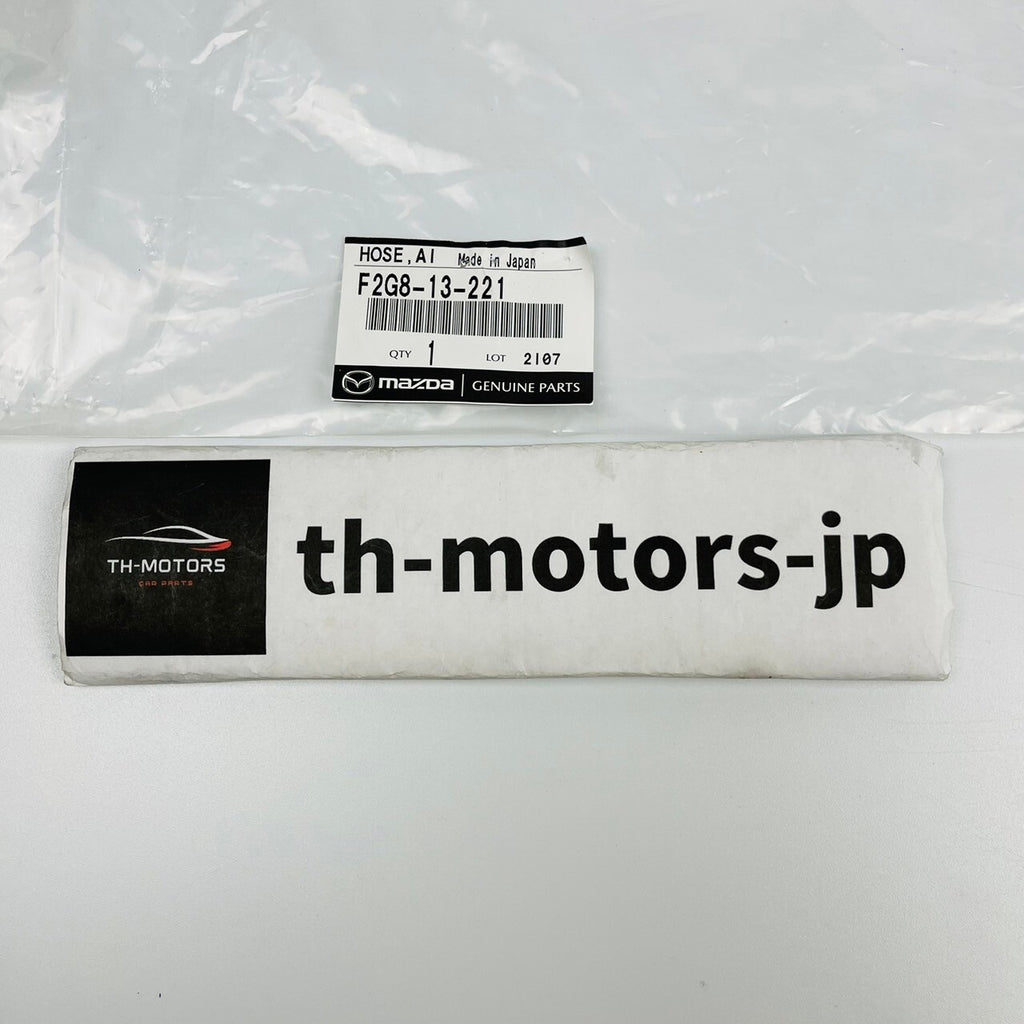 HOSE, AI Made in Japan
F2G8-13-221
QTY 1 LOT 2107
mazda GENUINE PARTS
TH-MOTORS
CAR PARTS
th-motors-jp